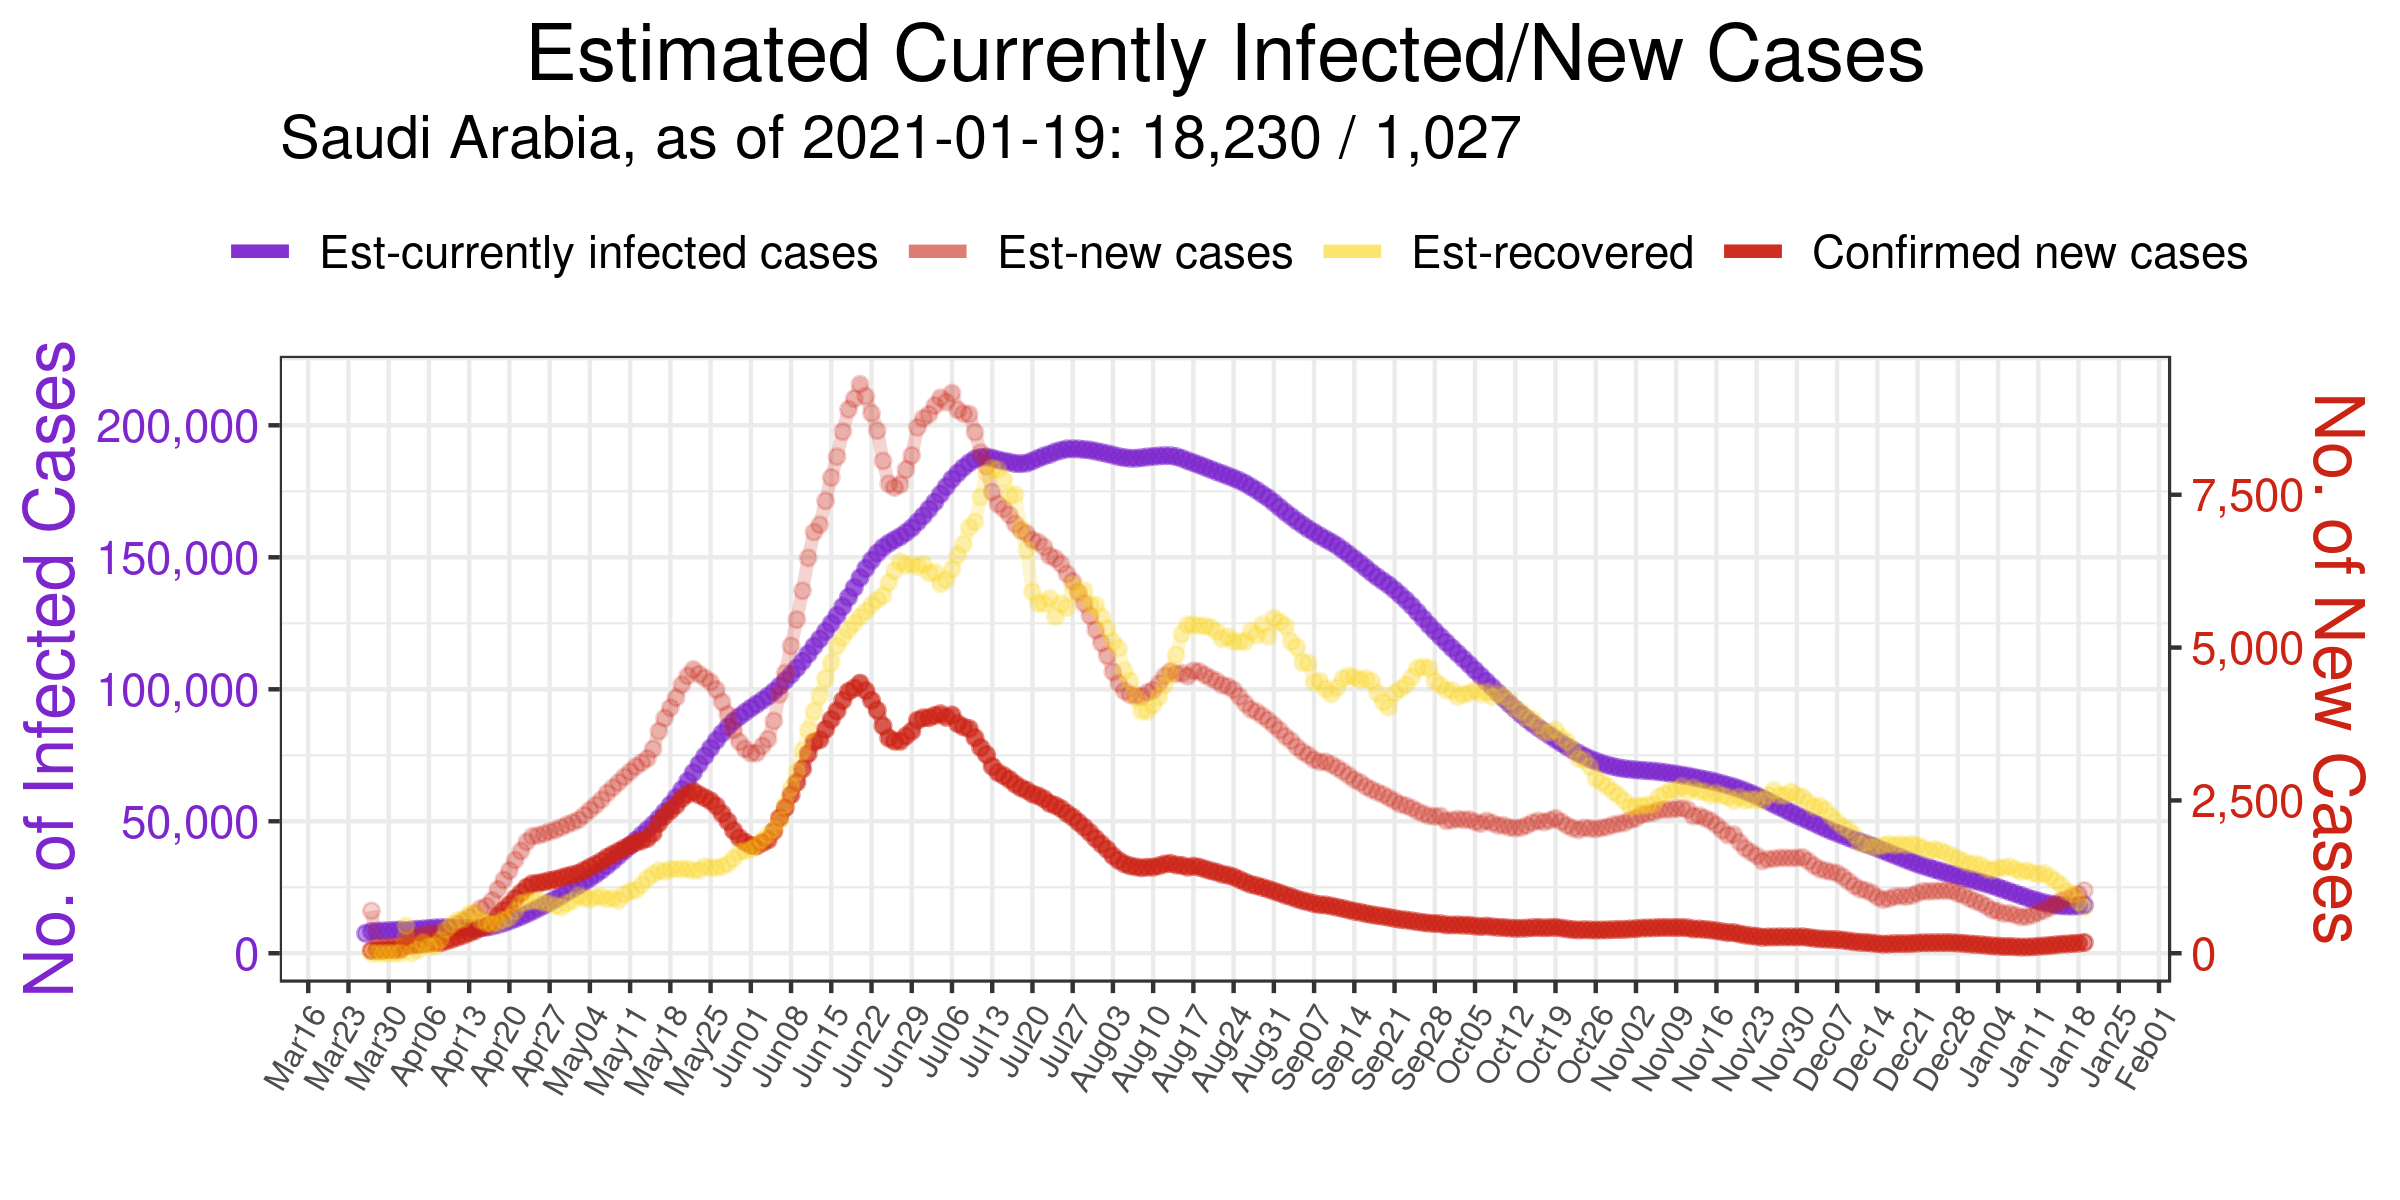 Estimated Currently Infected/New Cases
Saudi Arabia, as of 2021-01-19: 18,230 / 1,027
Est-currently infected cases Est-new cases Est-recovered Confirmed new cases
No. of Infected Cases
200,000
150,000
100,000
50,000
0
7,500
5,000
2,500
0
No. of New Cases
Mar16 Mar23 Mar30 Apr06 Apr13 Apr20 Apr27 May04 May11 May18 May25 Jun01 Jun08 Jun15 Jun22 Jun29 Jul06 Jul13 Jul20 Jul27 Aug03 Aug10 Aug17 Aug24 Aug31 Sep07 Sep14 Sep21 Sep28 Oct05 Oct12 Oct19 Oct26 Nov02 Nov09 Nov16 Nov23 Nov30 Dec07 Dec14 Dec21 Dec28 Jan04 Jan11 Jan18 Jan25 Feb01